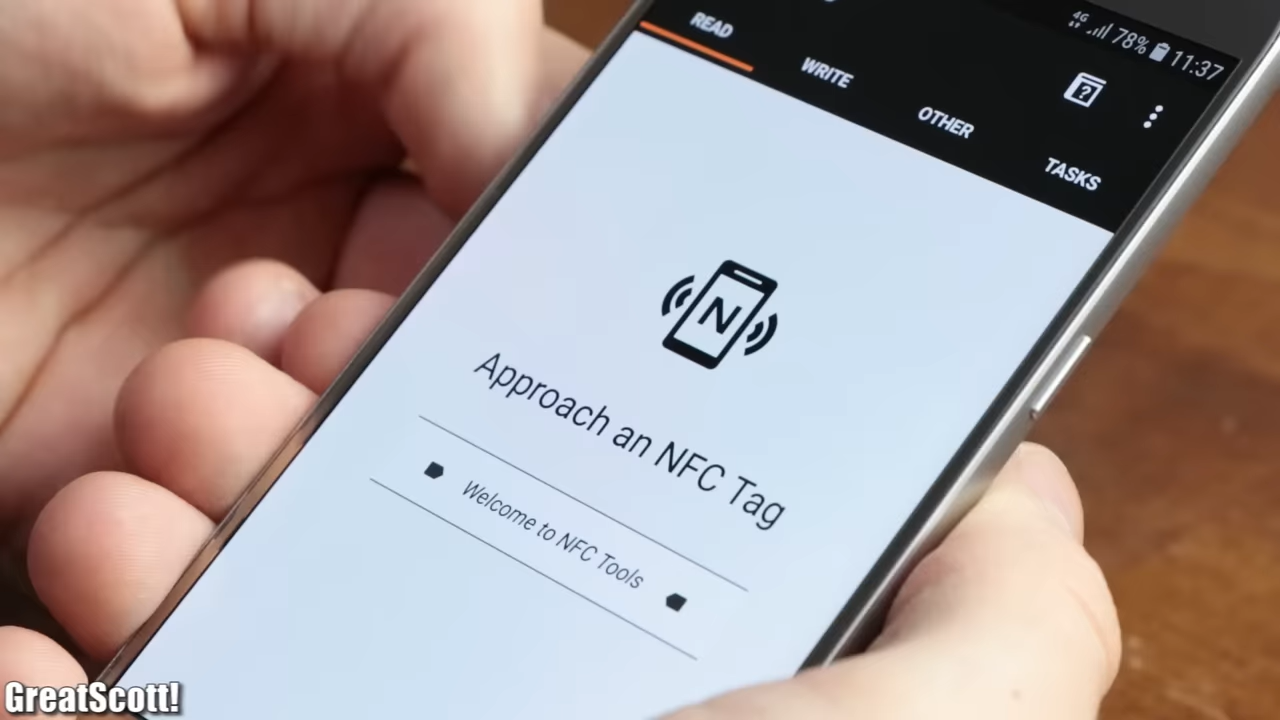 4G 78% 11:37
READ
WRITE
OTHER
TASKS
N
Approach an NFC Tag
Welcome to NFC Tools
GreatScott!